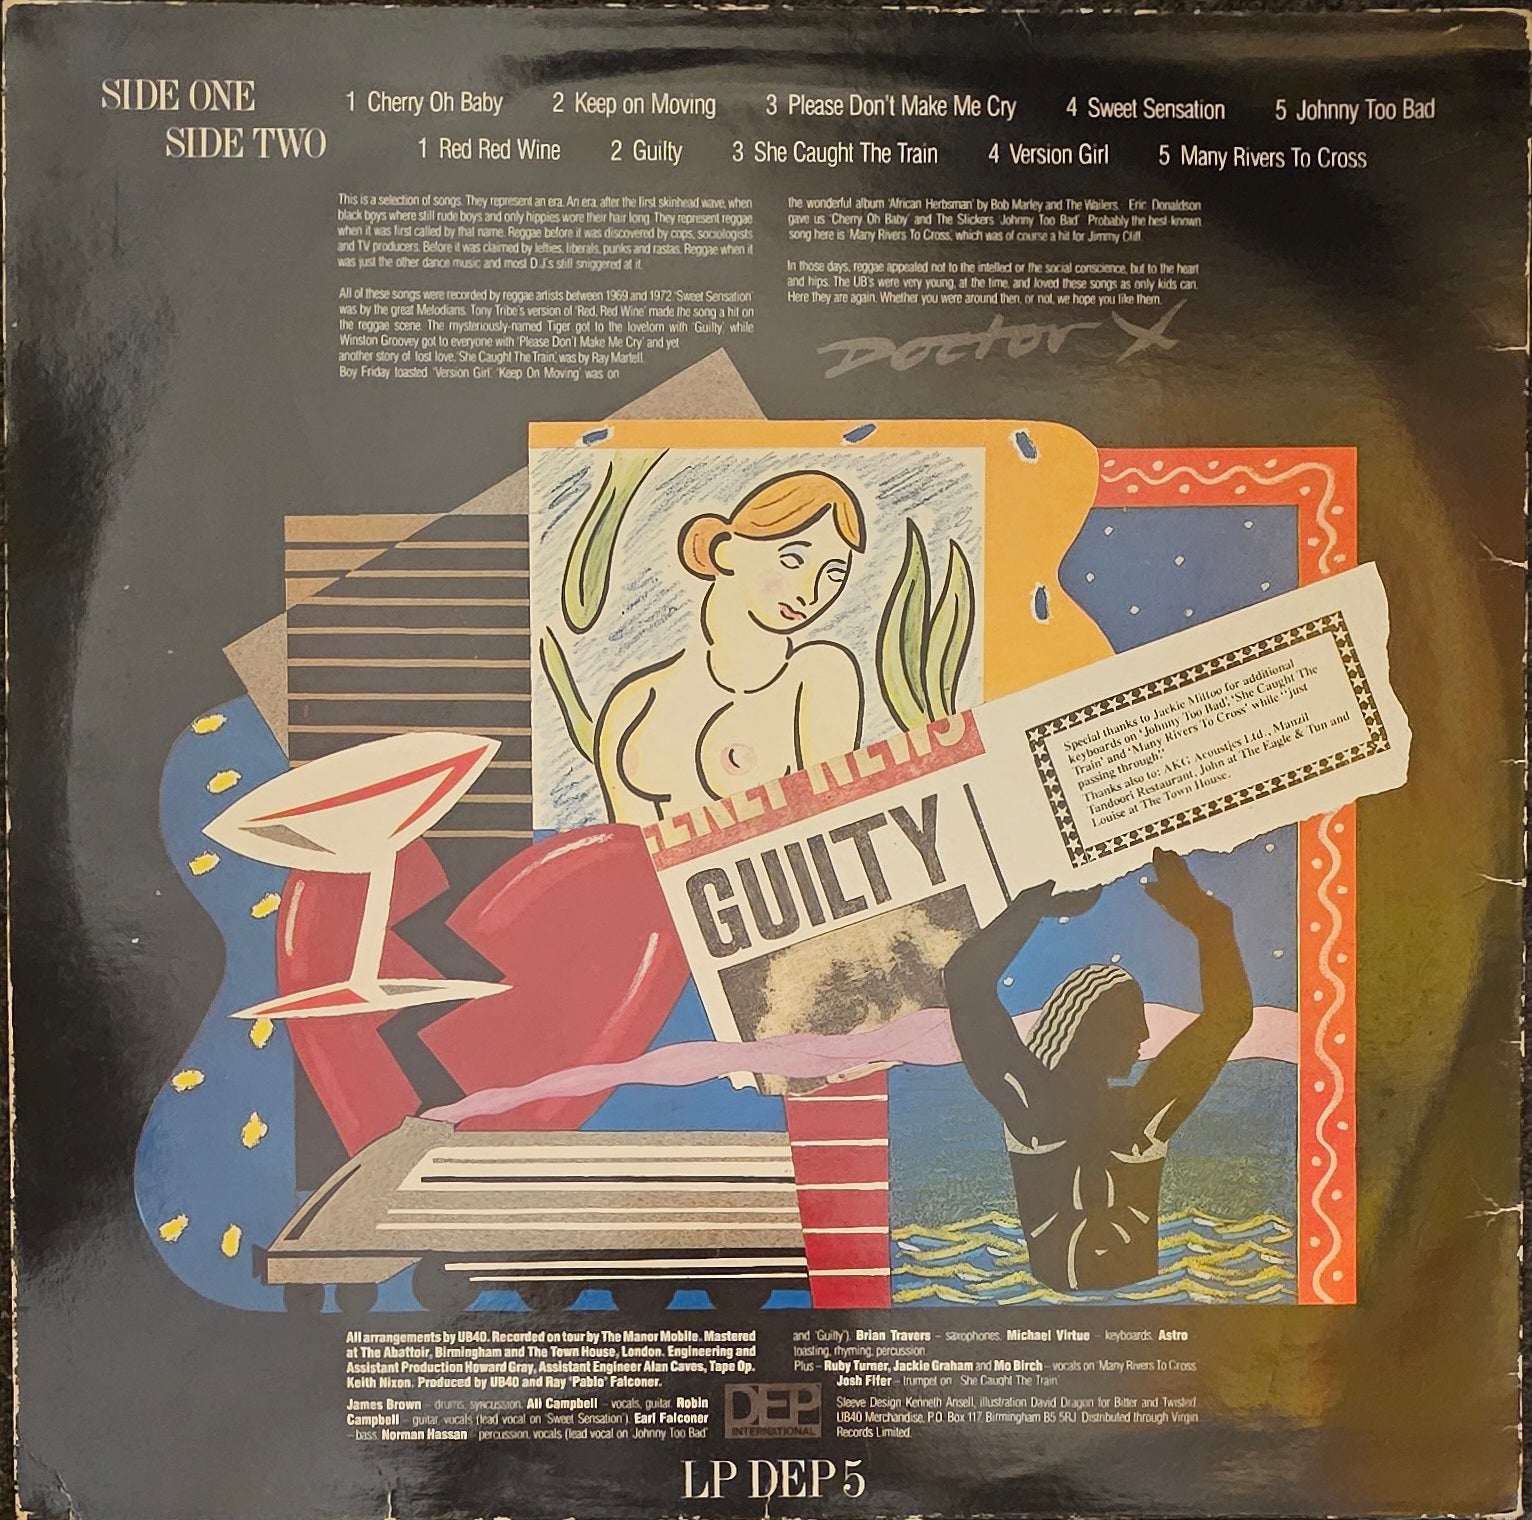 SIDE ONE
1 Cherry Oh Baby 2 Keep on Moving 3 Please Don't Make Me Cry 4 Sweet Sensation 5 Johnny Too Bad
SIDE TWO
1 Red Red Wine 2 Guilty 3 She Caught The Train 4 Version Girl 5 Many Rivers To Cross
This is a selection of songs. They represent an era. An era, after the first skinhead wave, when
black boys where still rude boys and only hippies wore their hair long. They represent reggae
when it was first called by that name. Reggae before it was discovered by cops, sociologists
and TV producers. Before it was claimed by lefties, liberals, punks and rastas. Reggae when it
was just the other dance music and most D.J.'s still sniggered at it.
All of these songs were recorded by reggae artists between 1969 and 1972 'Sweet Sensation'
was by the great Melodians. Tony Tribe's version of 'Red, Red Wine' made the song a hit on
the reggae scene. The mysteriously-named Tiger got to the lovelorn with 'Guilty', while
Winston Groovey got to everyone with 'Please Don't Make Me Cry' and yet
another story of lost love, 'She Caught The Train', was by Ray Martell.
Boy Friday toasted 'Version Girl'. 'Keep On Moving' was on
the wonderful album 'African Herbsman' by Bob Marley and The Wailers. Eric Donaldson
gave us 'Cherry Oh Baby' and The Slickers 'Johnny Too Bad'. Probably the best-known
song here is 'Many Rivers To Cross', which was of course a hit for Jimmy Cliff.
In those days, reggae appealed not to the intellect or the social conscience, but to the heart
and hips. The UB's were very young, at the time, and loved these songs as only kids can.
Here they are again. Whether you were around then, or not, we hope you like them.
Doctor X
NEWS
GUILTY
Special thanks to Jackie Mittoo for additional
keyboards on 'Johnny Too Bad', 'She Caught The
Train' and 'Many Rivers To Cross' while "just
passing through."
Thanks also to: AKG Acoustics Ltd., Manzil
Tandoori Restaurant, John at The Eagle & Tun and
Louise at The Town House.
All arrangements by UB40. Recorded on tour by The Manor Mobile. Mastered
at The Abattoir, Birmingham and The Town House, London. Engineering and
Assistant Production Howard Gray, Assistant Engineer Alan Caves, Tape Op.
Keith Nixon. Produced by UB40 and Ray 'Pablo' Falconer.
James Brown – drums, syncussion. Ali Campbell – vocals, guitar. Robin
Campbell – guitar, vocals (lead vocal on 'Sweet Sensation'). Earl Falconer
– bass. Norman Hassan – percussion, vocals (lead vocal on 'Johnny Too Bad'
and 'Guilty'). Brian Travers – saxophones. Michael Virtue – keyboards. Astro
toasting, rhyming, percussion.
Plus – Ruby Turner, Jackie Graham and Mo Birch – vocals on 'Many Rivers To Cross'
Josh Fifer – trumpet on 'She Caught The Train'
Sleeve Design Kenneth Ansell, illustration David Dragon for Bitter and Twisted.
UB40 Merchandise, P.O. Box 117, Birmingham B5 5RJ. Distributed through Virgin
Records Limited.
DEP
INTERNATIONAL
LP DEP 5